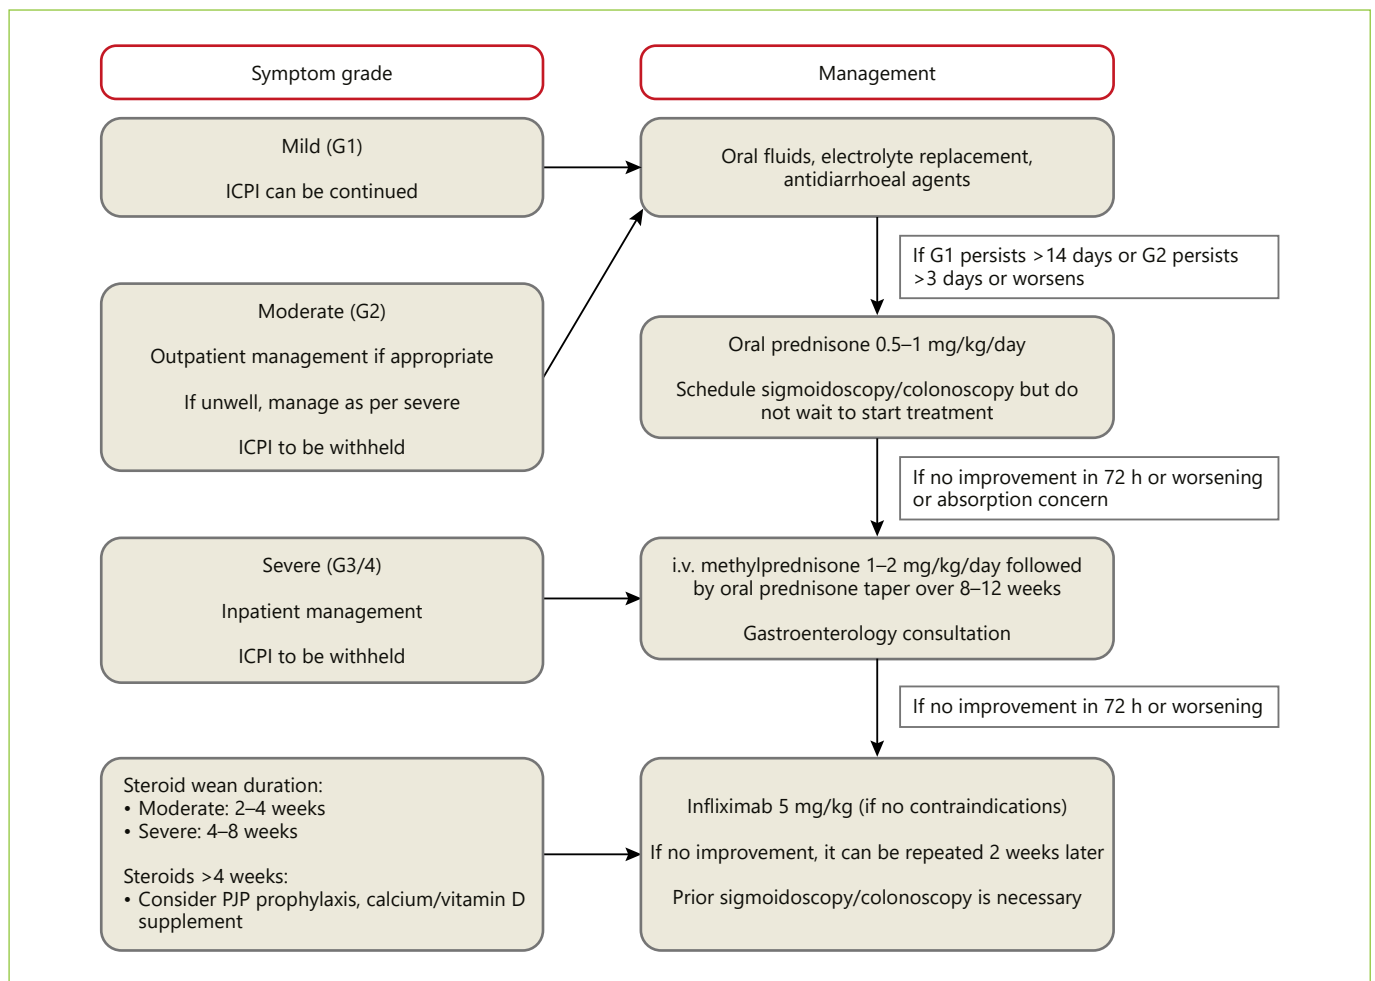 Symptom grade
Management
Mild (G1)
ICPI can be continued
Oral fluids, electrolyte replacement,
antidiarrhoeal agents
If G1 persists >14 days or G2 persists
>3 days or worsens
Moderate (G2)
Outpatient management if appropriate
If unwell, manage as per severe
ICPI to be withheld
Oral prednisone 0.5–1 mg/kg/day
Schedule sigmoidoscopy/colonoscopy but do
not wait to start treatment
If no improvement in 72 h or worsening
or absorption concern
Severe (G3/4)
Inpatient management
ICPI to be withheld
i.v. methylprednisone 1–2 mg/kg/day followed
by oral prednisone taper over 8–12 weeks
Gastroenterology consultation
If no improvement in 72 h or worsening
Steroid wean duration:
• Moderate: 2–4 weeks
• Severe: 4–8 weeks
Steroids >4 weeks:
• Consider PJP prophylaxis, calcium/vitamin D
supplement
Infliximab 5 mg/kg (if no contraindications)
If no improvement, it can be repeated 2 weeks later
Prior sigmoidoscopy/colonoscopy is necessary